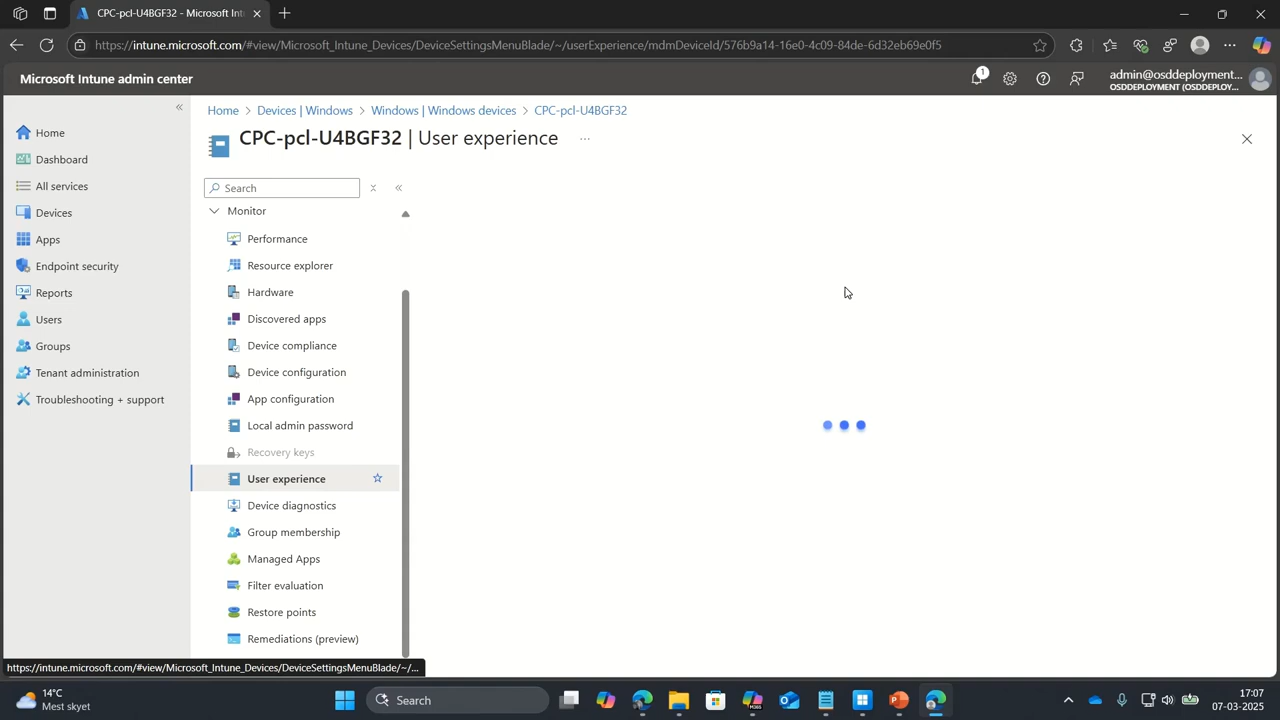 CPC-pcl-U4BGF32 - Microsoft Int
https://intune.microsoft.com/#view/Microsoft_Intune_Devices/DeviceSettingsMenuBlade/~/userExperience/mdmDeviceId/576b9a14-16e0-4c09-84de-6d32eb69e0f5
Microsoft Intune admin center
1
admin@osddeployment...
OSDDEPLOYMENT (OSDDEPLOY...
Home
Dashboard
All services
Devices
Apps
Endpoint security
Reports
Users
Groups
Tenant administration
Troubleshooting + support
Home > Devices | Windows > Windows | Windows devices > CPC-pcl-U4BGF32
CPC-pcl-U4BGF32 | User experience
Search
Monitor
Performance
Resource explorer
Hardware
Discovered apps
Device compliance
Device configuration
App configuration
Local admin password
Recovery keys
User experience
Device diagnostics
Group membership
Managed Apps
Filter evaluation
Restore points
Remediations (preview)
https://intune.microsoft.com/#view/Microsoft_Intune_Devices/DeviceSettingsMenuBlade/~/...
14°C
Mest skyet
Search
M365
17:07
07-03-2025